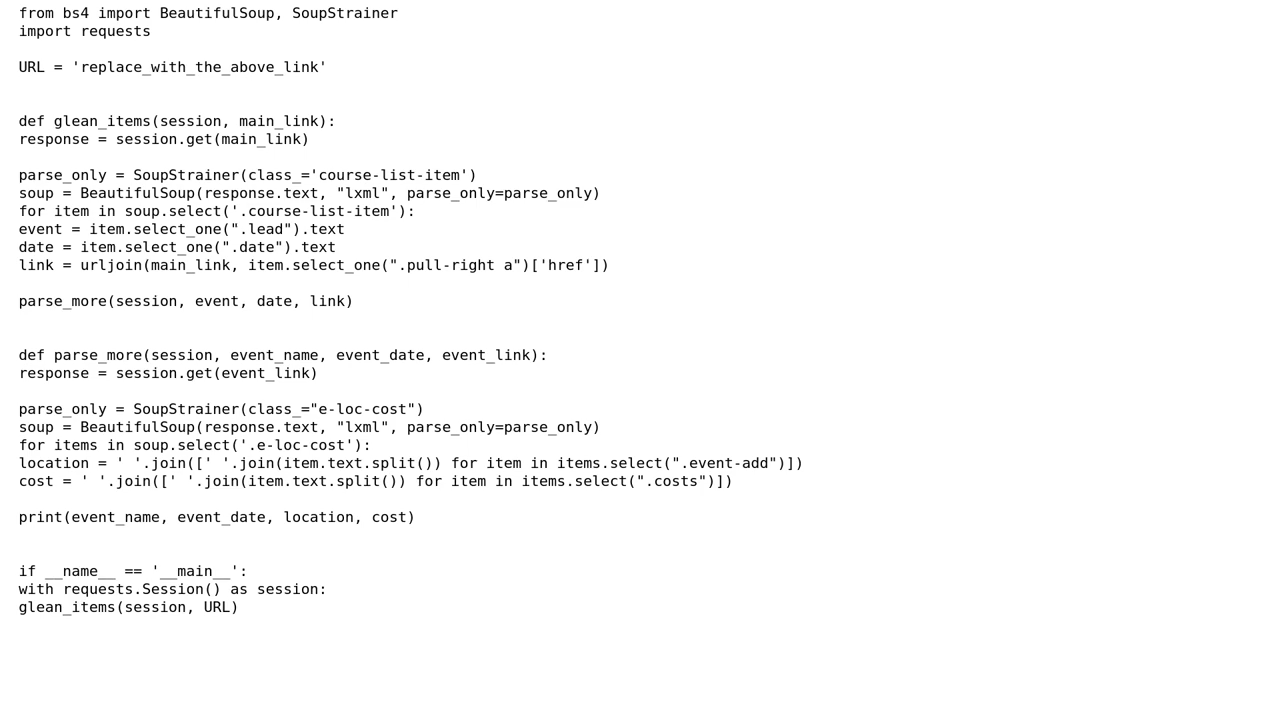 from bs4 import BeautifulSoup, SoupStrainer
import requests

URL = 'replace_with_the_above_link'


def glean_items(session, main_link):
response = session.get(main_link)

parse_only = SoupStrainer(class_='course-list-item')
soup = BeautifulSoup(response.text, "lxml", parse_only=parse_only)
for item in soup.select('.course-list-item'):
event = item.select_one(".lead").text
date = item.select_one(".date").text
link = urljoin(main_link, item.select_one(".pull-right a")['href'])

parse_more(session, event, date, link)


def parse_more(session, event_name, event_date, event_link):
response = session.get(event_link)

parse_only = SoupStrainer(class_="e-loc-cost")
soup = BeautifulSoup(response.text, "lxml", parse_only=parse_only)
for items in soup.select('.e-loc-cost'):
location = ' '.join([' '.join(item.text.split()) for item in items.select(".event-add")])
cost = ' '.join([' '.join(item.text.split()) for item in items.select(".costs")])

print(event_name, event_date, location, cost)


if __name__ == '__main__':
with requests.Session() as session:
glean_items(session, URL)